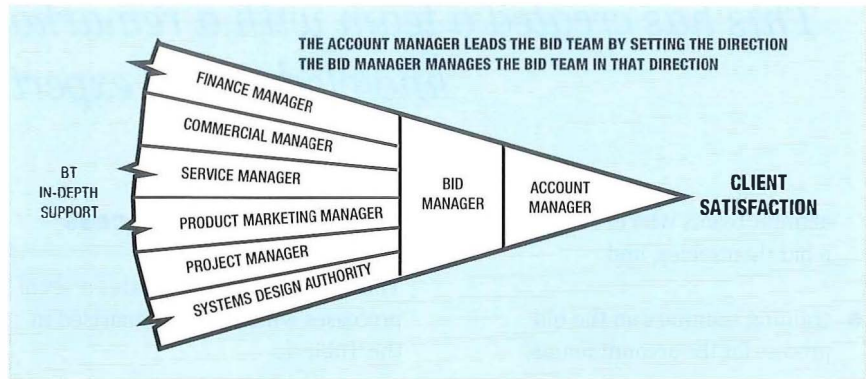 THE ACCOUNT MANAGER LEADS THE BID TEAM BY SETTING THE DIRECTION
THE BID MANAGER MANAGES THE BID TEAM IN THAT DIRECTION
FINANCE MANAGER
COMMERCIAL MANAGER
SERVICE MANAGER
PRODUCT MARKETING MANAGER
PROJECT MANAGER
SYSTEMS DESIGN AUTHORITY
BT
IN-DEPTH
SUPPORT
BID
MANAGER
ACCOUNT
MANAGER
CLIENT
SATISFACTION